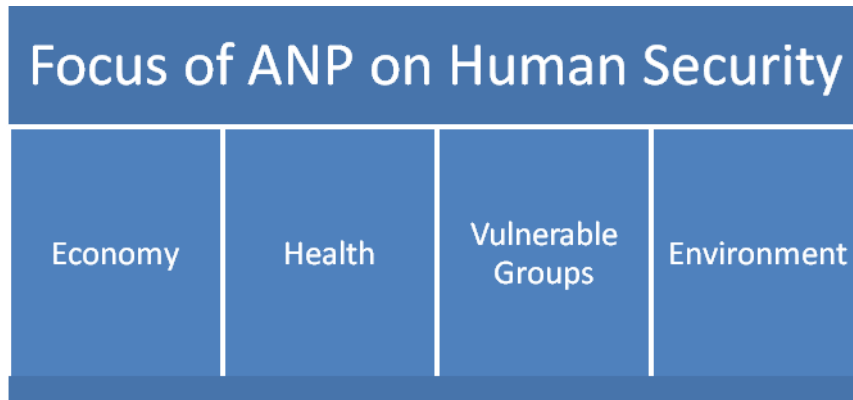 Focus of ANP on Human Security
Economy
Health
Vulnerable
Groups
Environment